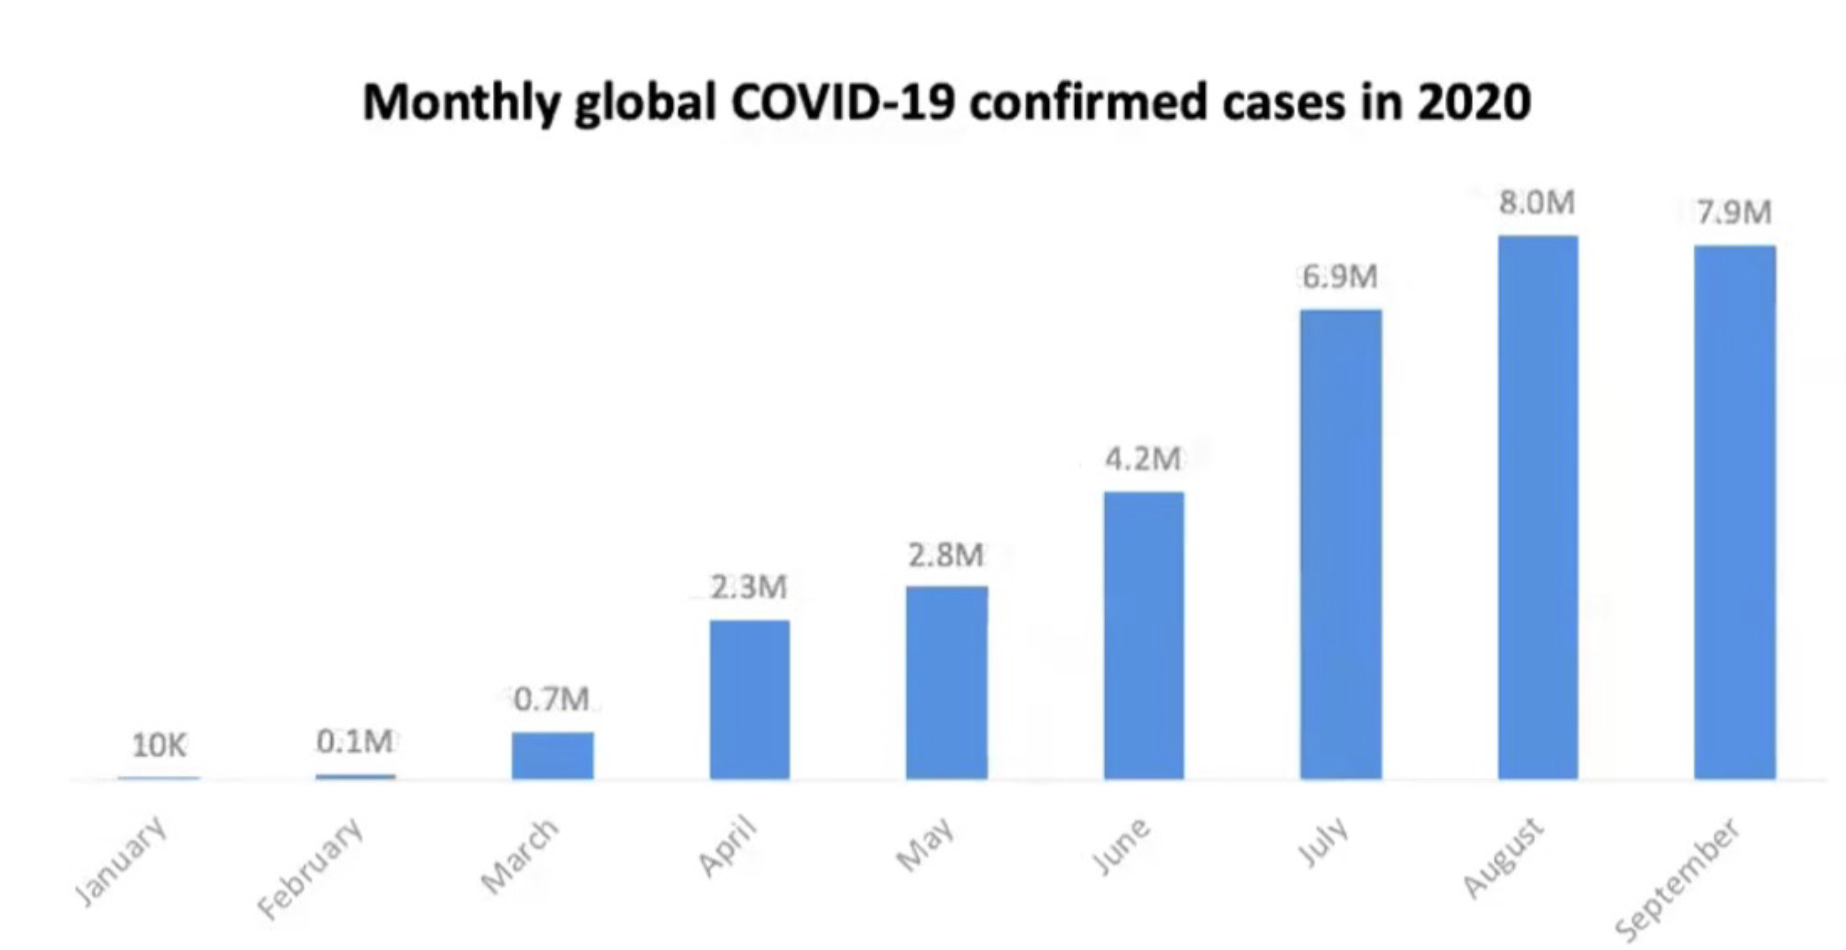 Monthly global COVID-19 confirmed cases in 2020
10K
0.1M
0.7M
2.3M
2.8M
4.2M
6.9M
8.0M
7.9M
January
February
March
April
May
June
July
August
September